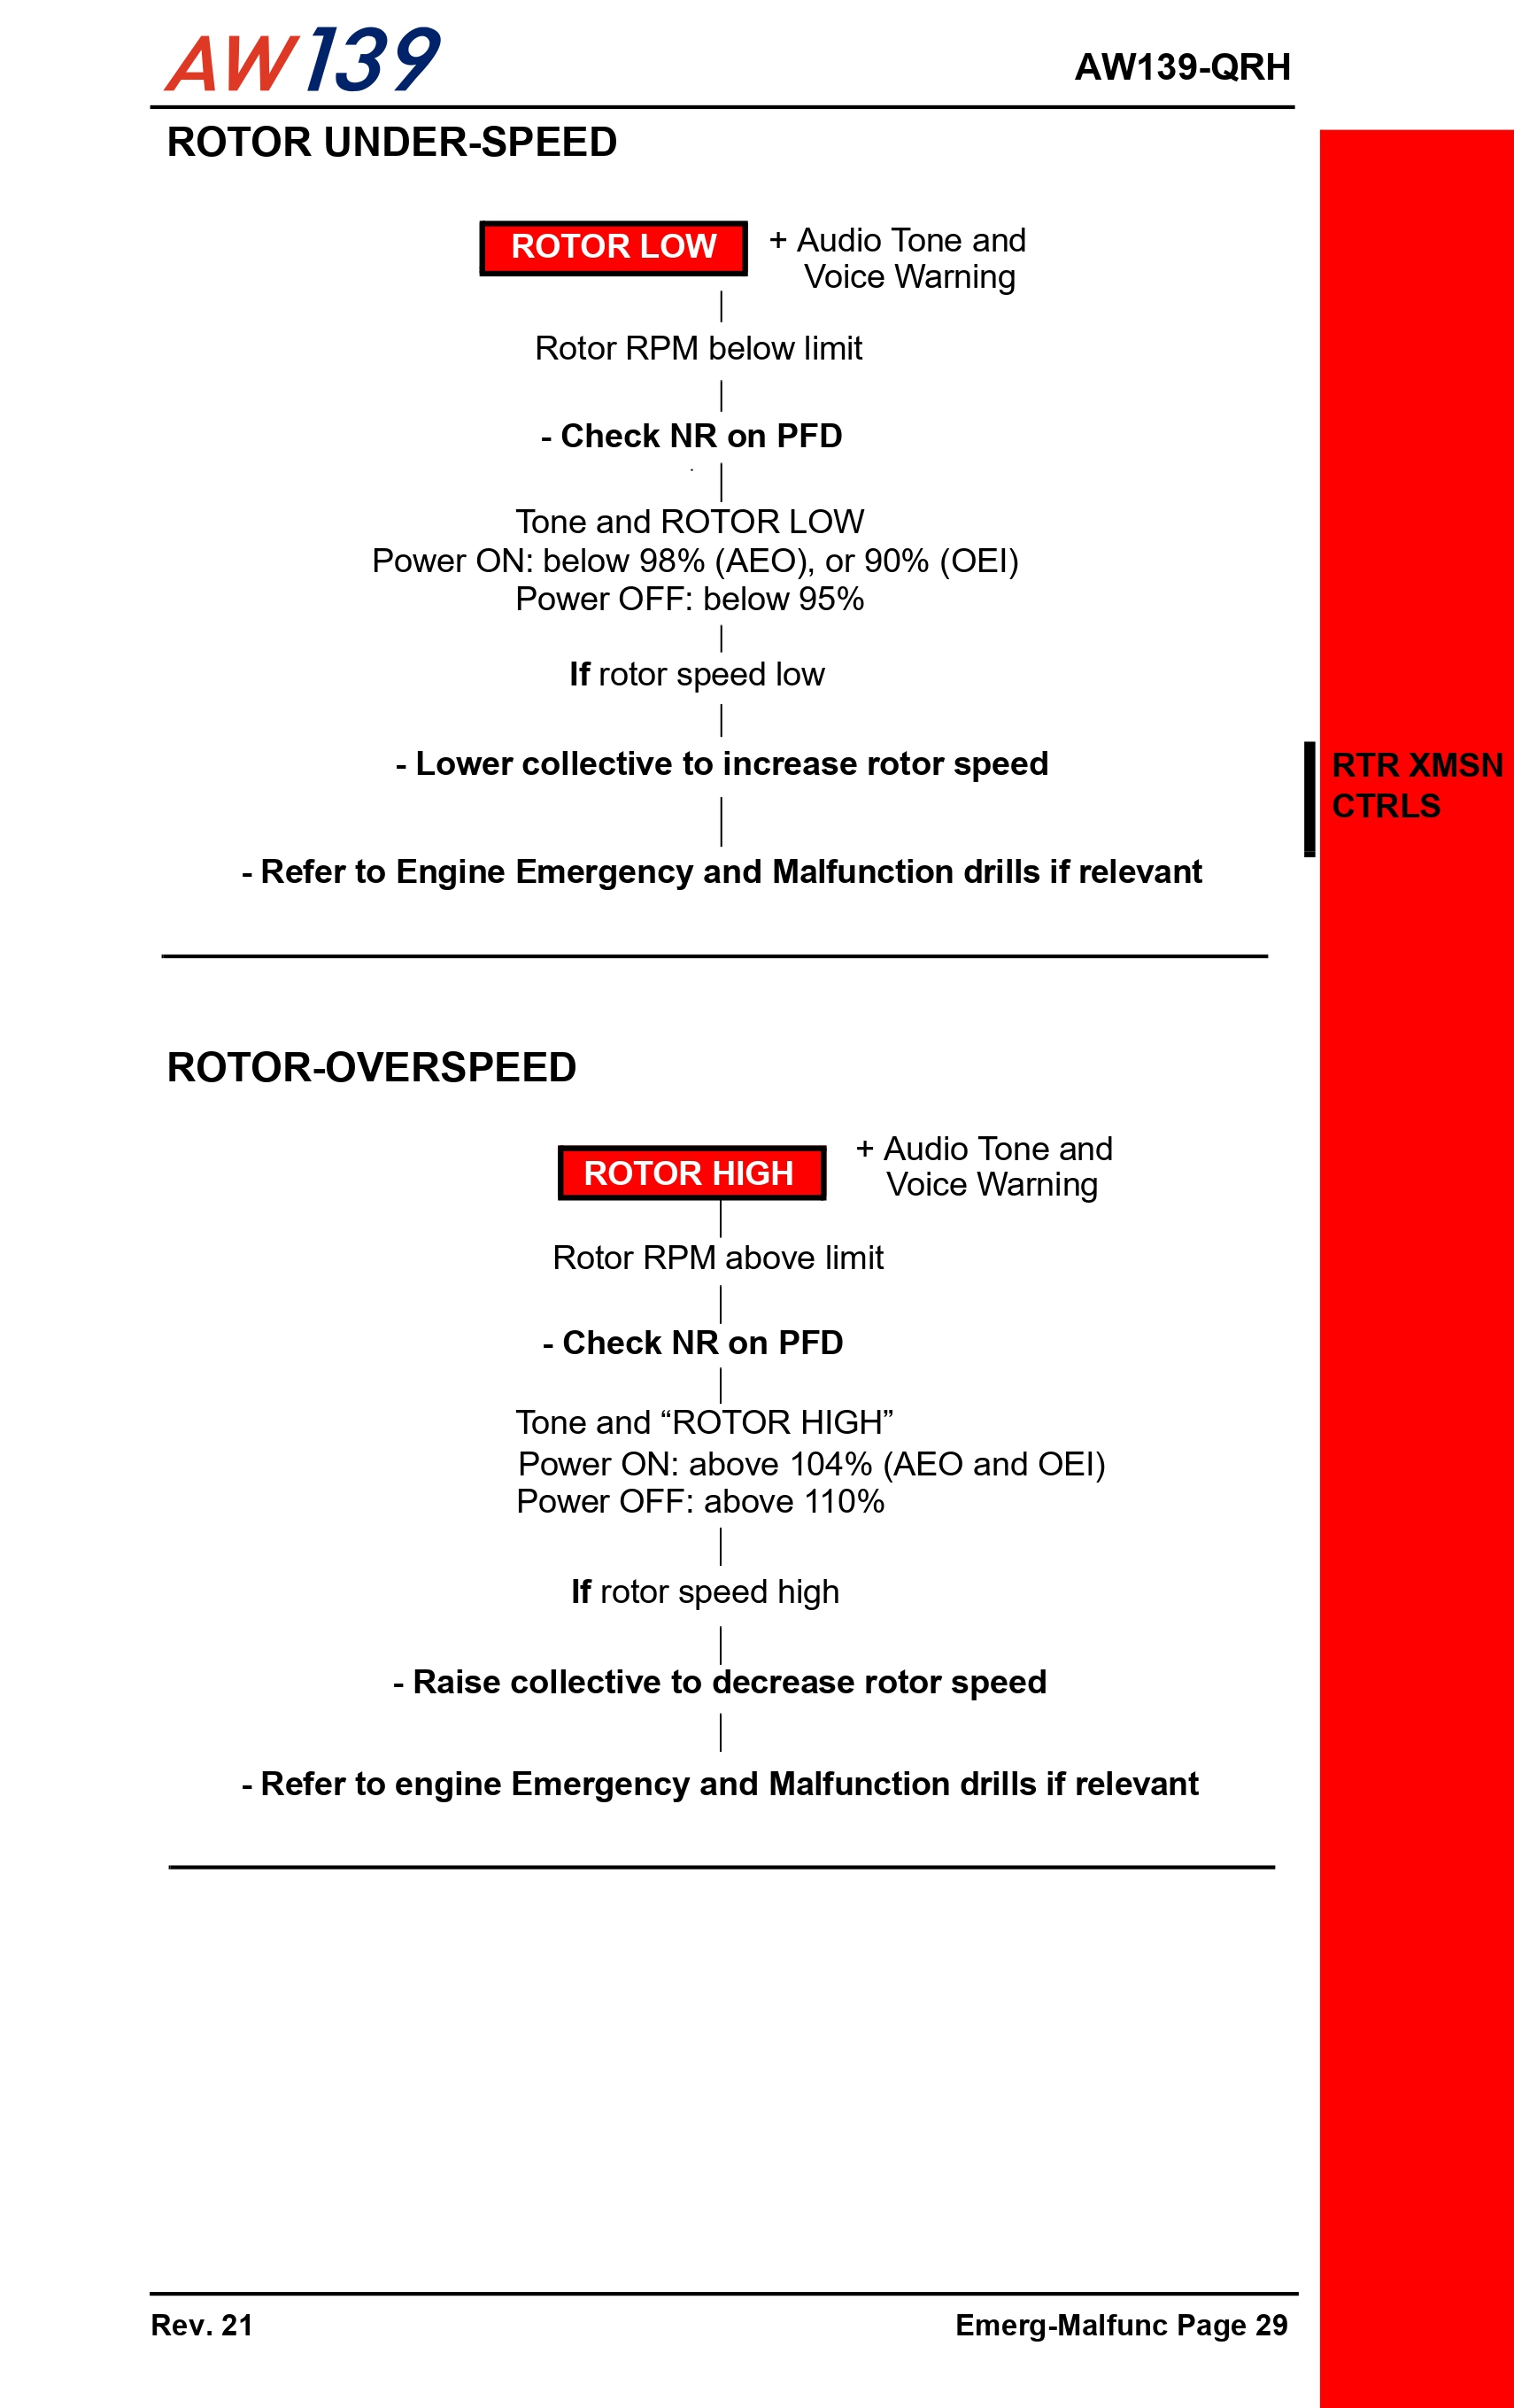 AW139
AW139-QRH
ROTOR UNDER-SPEED
ROTOR LOW
+ Audio Tone and
Voice Warning
Rotor RPM below limit
- Check NR on PFD
Tone and ROTOR LOW
Power ON: below 98% (AEO), or 90% (OEI)
Power OFF: below 95%
If rotor speed low
- Lower collective to increase rotor speed
RTR XMSN
CTRLS
- Refer to Engine Emergency and Malfunction drills if relevant
ROTOR-OVERSPEED
ROTOR HIGH
+ Audio Tone and
Voice Warning
Rotor RPM above limit
- Check NR on PFD
Tone and “ROTOR HIGH”
Power ON: above 104% (AEO and OEI)
Power OFF: above 110%
If rotor speed high
- Raise collective to decrease rotor speed
- Refer to engine Emergency and Malfunction drills if relevant
Rev. 21
Emerg-Malfunc Page 29